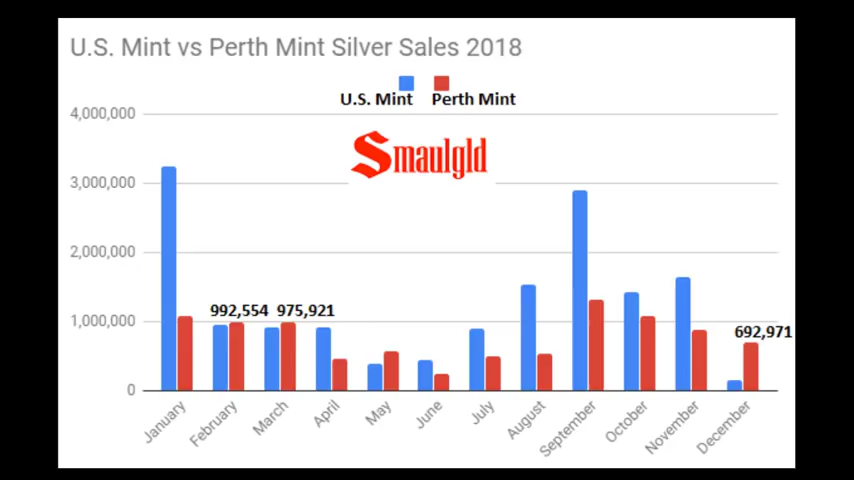 U.S. Mint vs Perth Mint Silver Sales 2018
U.S. Mint Perth Mint
Smaulgld
4,000,000
3,000,000
2,000,000
1,000,000
0
992,554 975,921
692,971
January
February
March
April
May
June
July
August
September
October
November
December